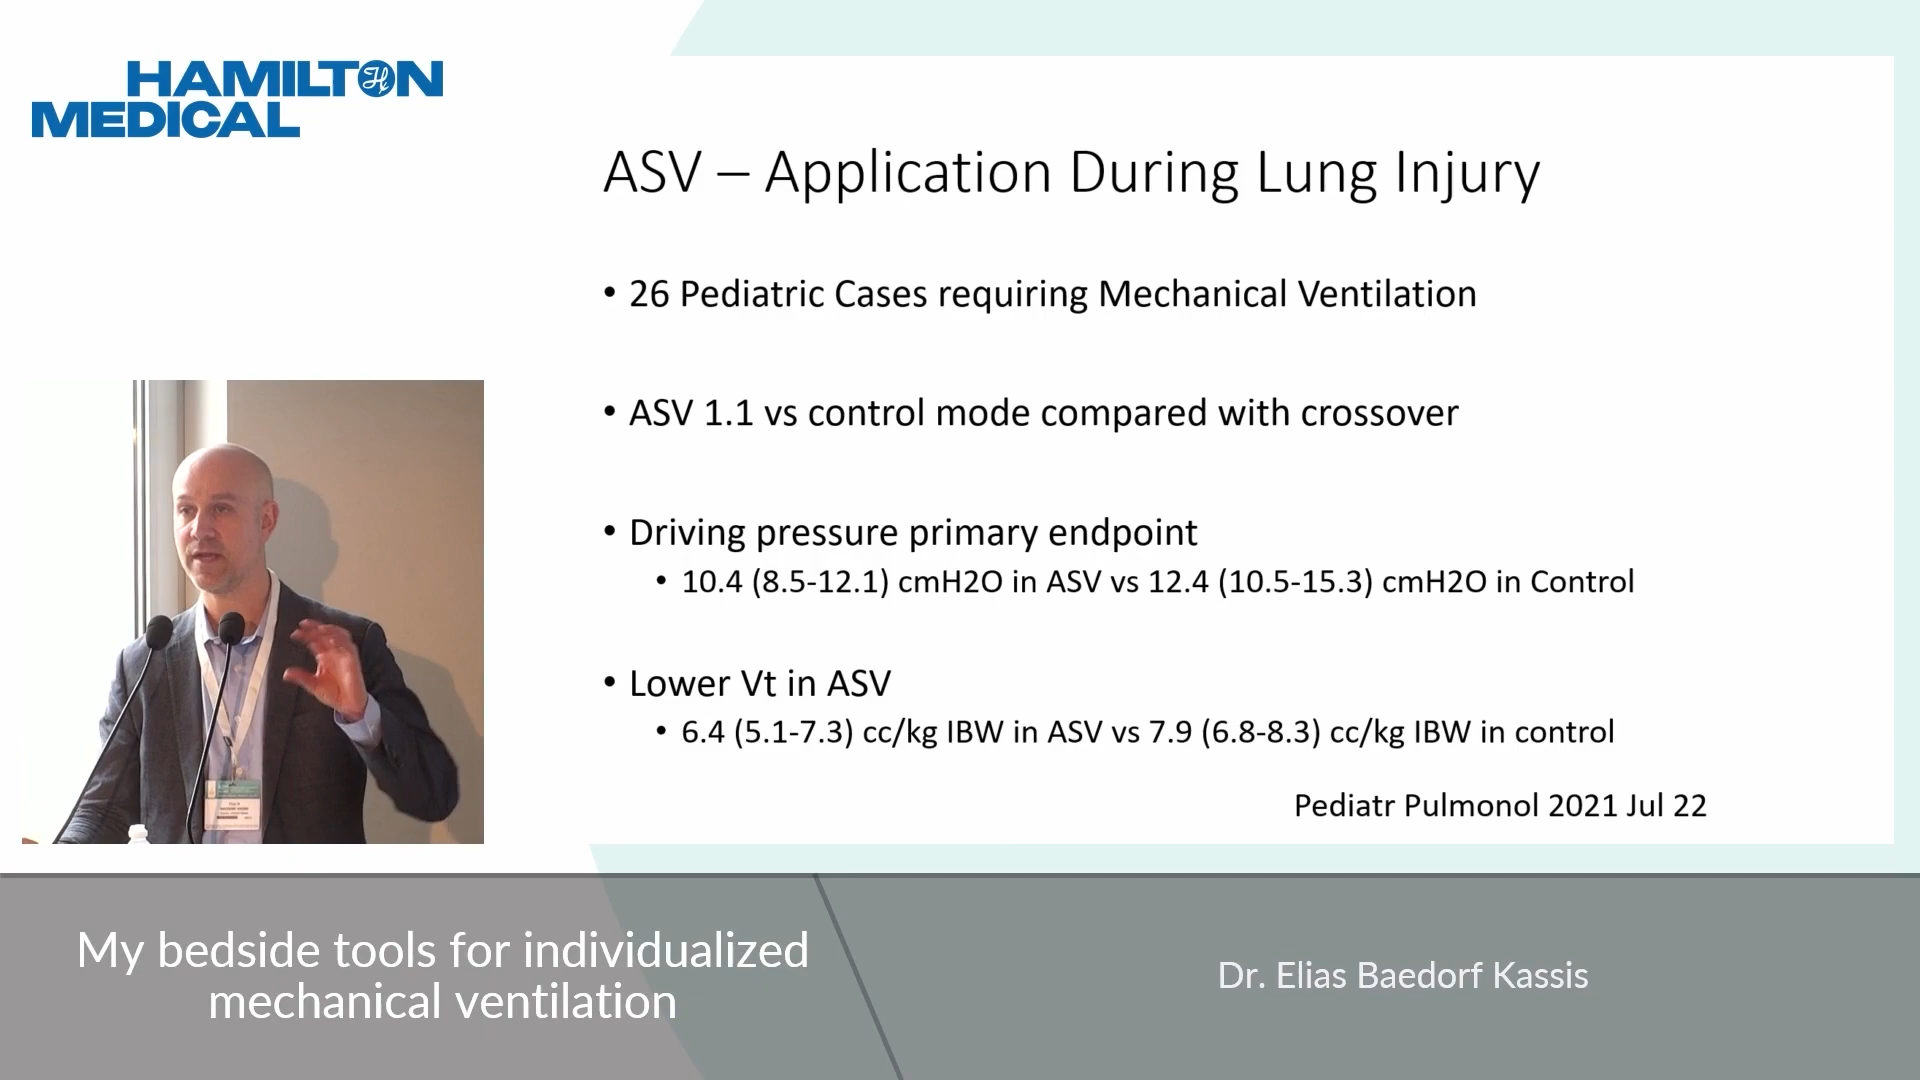 HAMILTON
MEDICAL
ASV – Application During Lung Injury
• 26 Pediatric Cases requiring Mechanical Ventilation
• ASV 1.1 vs control mode compared with crossover
• Driving pressure primary endpoint
• 10.4 (8.5-12.1) cmH2O in ASV vs 12.4 (10.5-15.3) cmH2O in Control
• Lower Vt in ASV
• 6.4 (5.1-7.3) cc/kg IBW in ASV vs 7.9 (6.8-8.3) cc/kg IBW in control
Pediatr Pulmonol 2021 Jul 22
My bedside tools for individualized
mechanical ventilation
Dr. Elias Baedorf Kassis